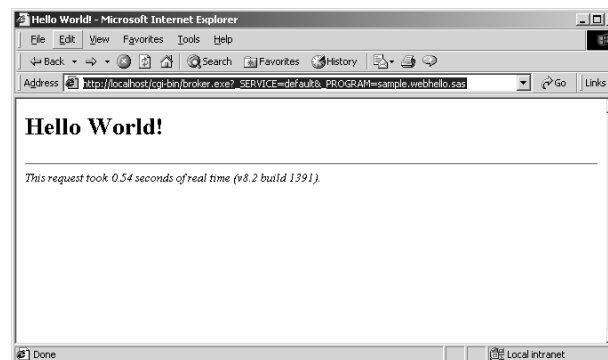 Hello World! - Microsoft Internet Explorer
File Edit View Favorites Tools Help
Back Search Favorites History
Address http://localhost/cgi-bin/broker.exe?_SERVICE=default&_PROGRAM=sample.webhello.sas Go Links
Hello World!
This request took 0.54 seconds of real time (v8.2 build 1391).
Done Local intranet